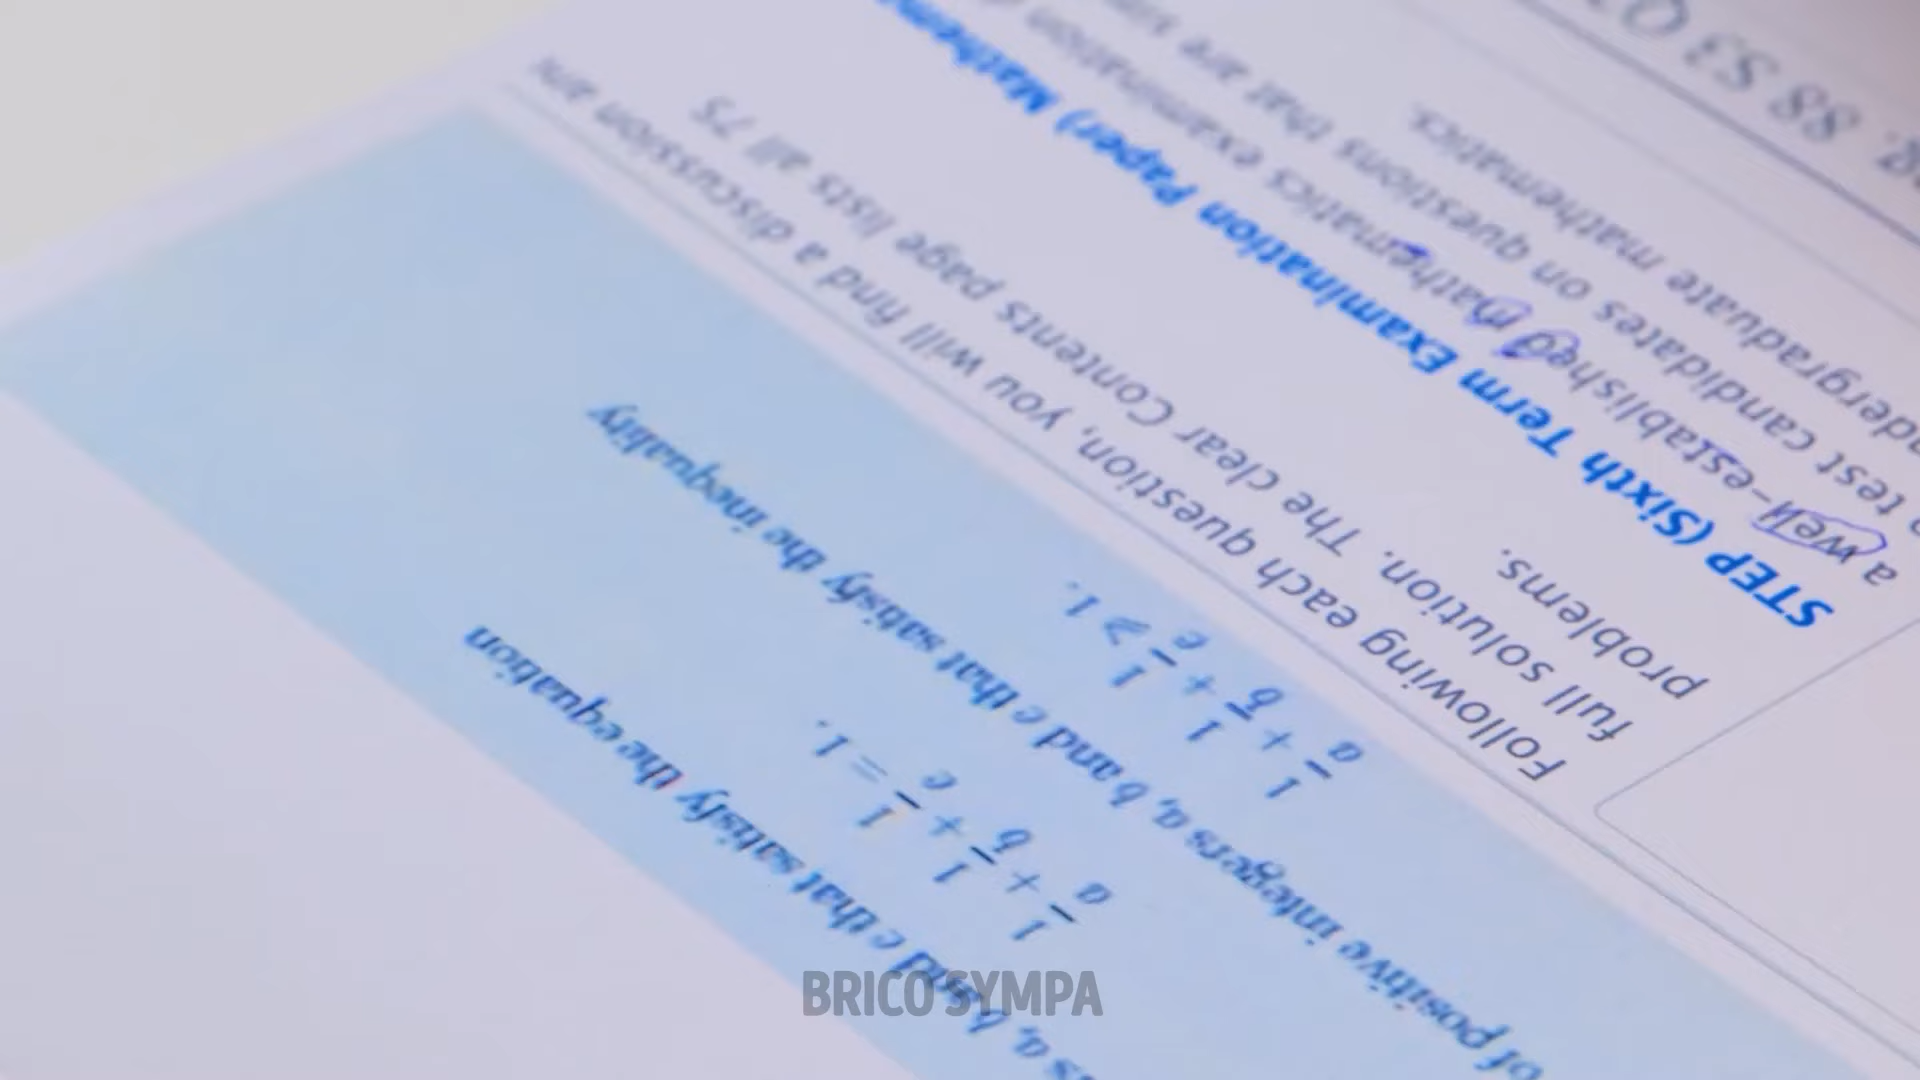 b and c that satisfy the equation
1/a + 1/b + 1/c = 1.
of positive integers a, b and c that satisfy the inequality
1/a + 1/b + 1/c ⩾ 1.
Following each question, you will find a discussion an
full solution. The clear Contents page lists all 75
problems.
STEP (Sixth Term Examination Paper) Mathem
a well-established mathematics examination
test candidates on questions that are
ndergraduate mathematics.
88 S3
BRICO SYMPA